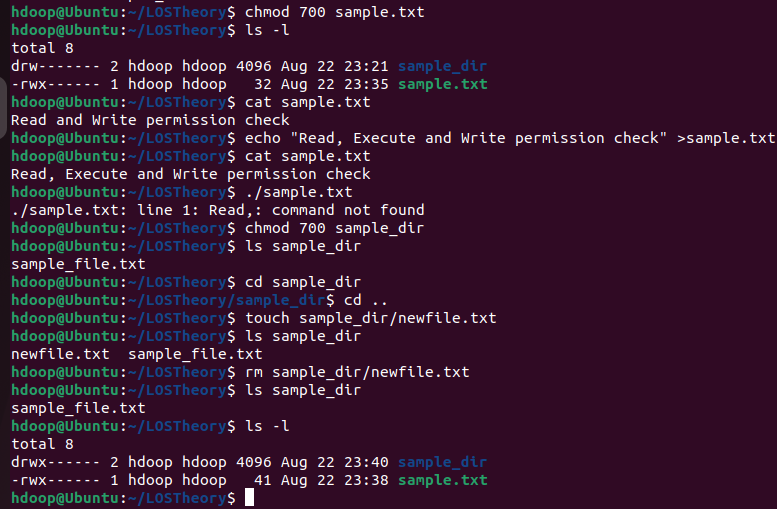 hdoop@Ubuntu:~/LOSTheory$ chmod 700 sample.txt
hdoop@Ubuntu:~/LOSTheory$ ls -l
total 8
drw------- 2 hdoop hdoop 4096 Aug 22 23:21 sample_dir
-rwx------ 1 hdoop hdoop   32 Aug 22 23:35 sample.txt
hdoop@Ubuntu:~/LOSTheory$ cat sample.txt
Read and Write permission check
hdoop@Ubuntu:~/LOSTheory$ echo "Read, Execute and Write permission check" >sample.txt
hdoop@Ubuntu:~/LOSTheory$ cat sample.txt
Read, Execute and Write permission check
hdoop@Ubuntu:~/LOSTheory$ ./sample.txt
./sample.txt: line 1: Read,: command not found
hdoop@Ubuntu:~/LOSTheory$ chmod 700 sample_dir
hdoop@Ubuntu:~/LOSTheory$ ls sample_dir
sample_file.txt
hdoop@Ubuntu:~/LOSTheory$ cd sample_dir
hdoop@Ubuntu:~/LOSTheory/sample_dir$ cd ..
hdoop@Ubuntu:~/LOSTheory$ touch sample_dir/newfile.txt
hdoop@Ubuntu:~/LOSTheory$ ls sample_dir
newfile.txt  sample_file.txt
hdoop@Ubuntu:~/LOSTheory$ rm sample_dir/newfile.txt
hdoop@Ubuntu:~/LOSTheory$ ls sample_dir
sample_file.txt
hdoop@Ubuntu:~/LOSTheory$ ls -l
total 8
drwx------ 2 hdoop hdoop 4096 Aug 22 23:40 sample_dir
-rwx------ 1 hdoop hdoop   41 Aug 22 23:38 sample.txt
hdoop@Ubuntu:~/LOSTheory$